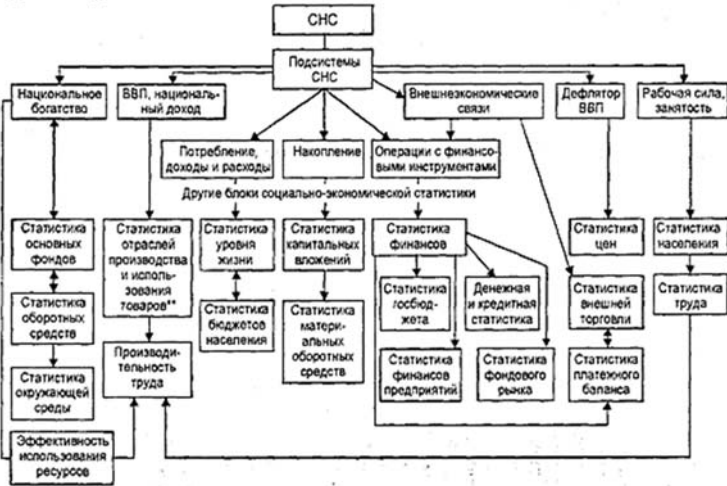 СНС
Подсистемы
СНС
Национальное
богатство
ВВП, националь-
ный доход
Внешнеэкономические
связи
Дефлятор
ВВП
Рабочая сила,
занятость
Потребление,
доходы и расходы
Накопление
Операции с финансо-
выми инструментами
Другие блоки социально-экономической статистики
Статистика
основных
фондов
Статистика
отраслей
производства
и исполь-
зования
товаров**
Статистика
уровня
жизни
Статистика
капитальных
вложений
Статистика
финансов
Статистика
цен
Статистика
населения
Статистика
оборотных
средств
Статистика
бюджетов
населения
Статистика
матери-
альных
оборотных
средств
Статистика
госбюд-
жета
Денежная
и кредитная
статистика
Статистика
внешней
торговли
Статистика
труда
Статистика
окружающей
среды
Производи-
тельность
труда
Статистика
финансов
предприятий
Статистика
фондового
рынка
Статистика
платежного
баланса
Эффективность
использования
ресурсов